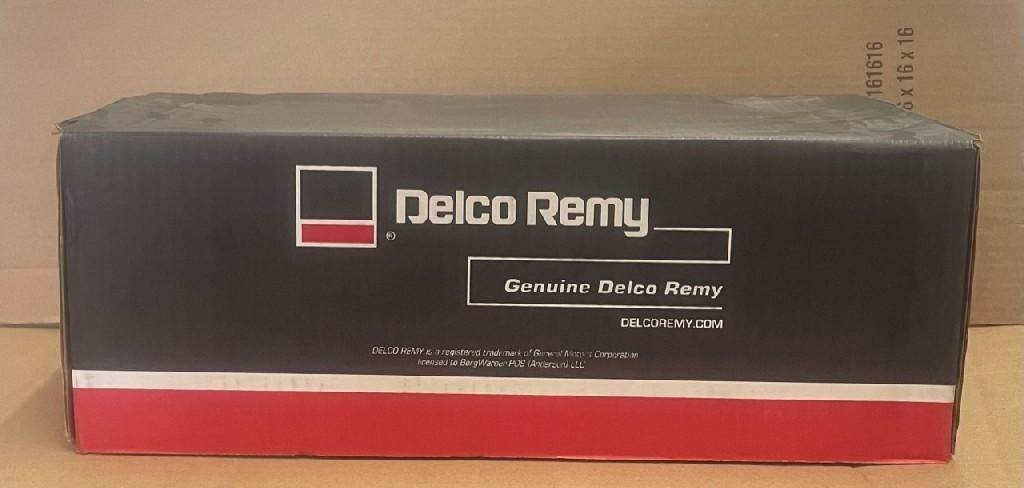 161616
x 16 x 16
Delco Remy
®
Genuine Delco Remy
DELCOREMY.COM
DELCO REMY is a registered trademark of General Motors Corporation
licensed to BorgWarner PDS (Anderson) LLC